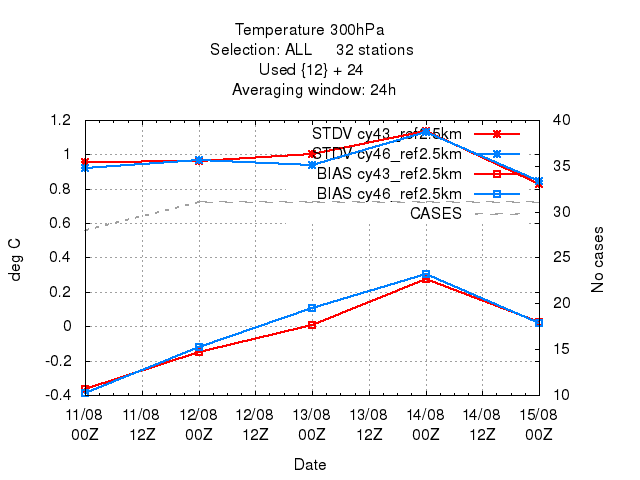 Temperature 300hPa
Selection: ALL 32 stations
Used {12} + 24
Averaging window: 24h
1.2
1
0.8
0.6
0.4
0.2
0
-0.2
-0.4
deg C
40
35
30
25
20
15
10
No cases
STDV cy43_ref2.5km
STDV cy46_ref2.5km
BIAS cy43_ref2.5km
BIAS cy46_ref2.5km
CASES
11/08 11/08 12/08 12/08 13/08 13/08 14/08 14/08 15/08
00Z 12Z 00Z 12Z 00Z 12Z 00Z 12Z 00Z
Date